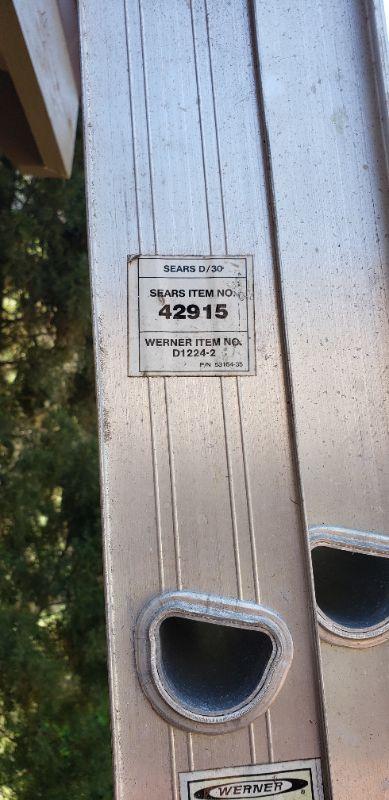 SEARS D/30
SEARS ITEM NO.
42915
WERNER ITEM NO.
D1224-2
P/N 53164-35
WERNER
®